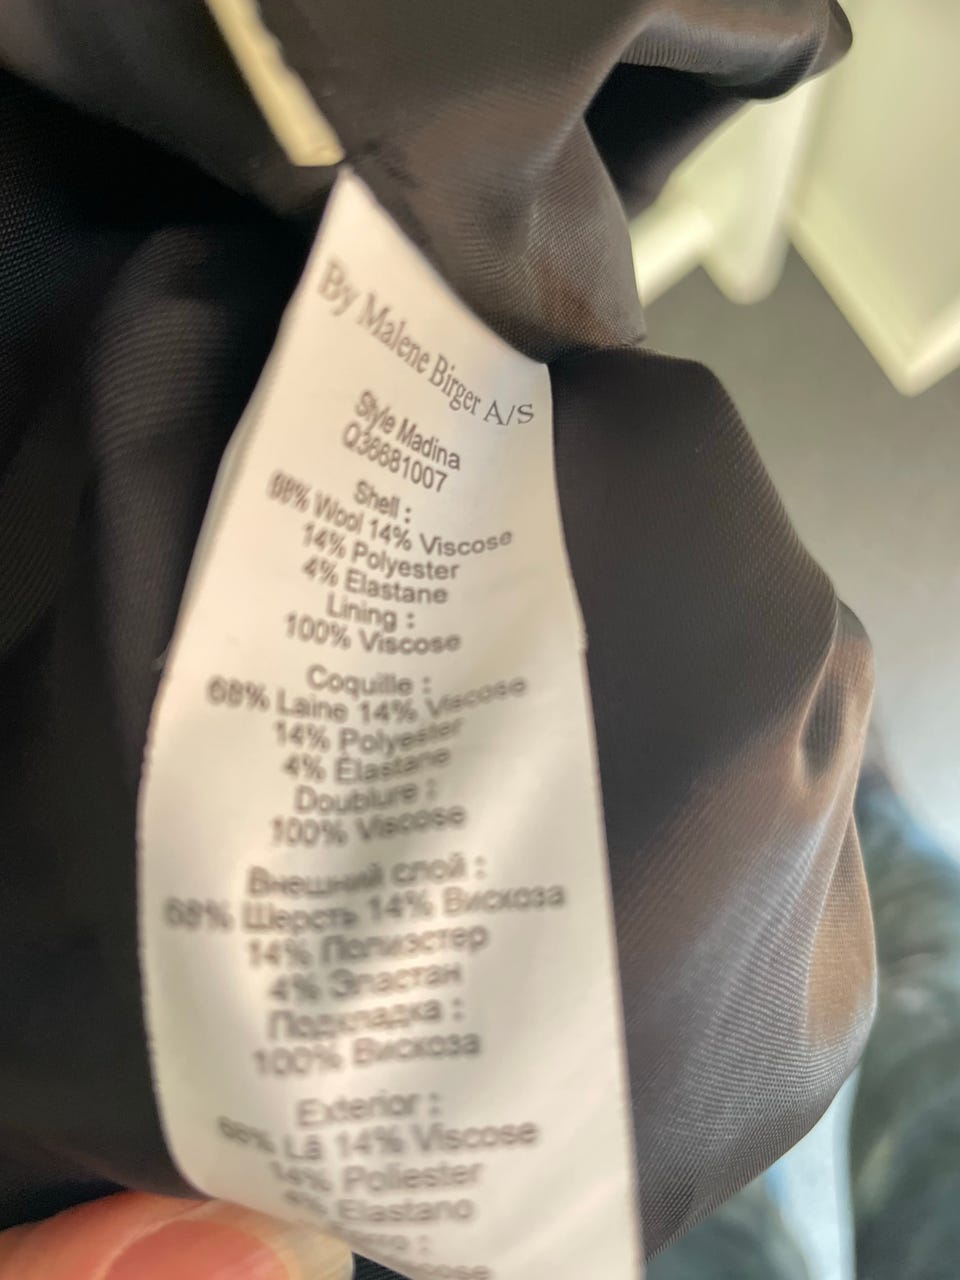 By Malene Birger A/S
Style Madina
Q36681007
Shell :
68% Wool 14% Viscose
14% Polyester
4% Elastane
Lining :
100% Viscose
Coquille :
68% Laine 14% Viscose
14% Polyester
4% Élastane
Doublure :
100% Viscose
Внешний слой :
68% Шерсть 14% Вискоза
14% Полиэстер
4% Эластан
Подкладка :
100% Вискоза
Exterior :
68% Lã 14% Viscose
14% Poliester
Elastano
Viscose